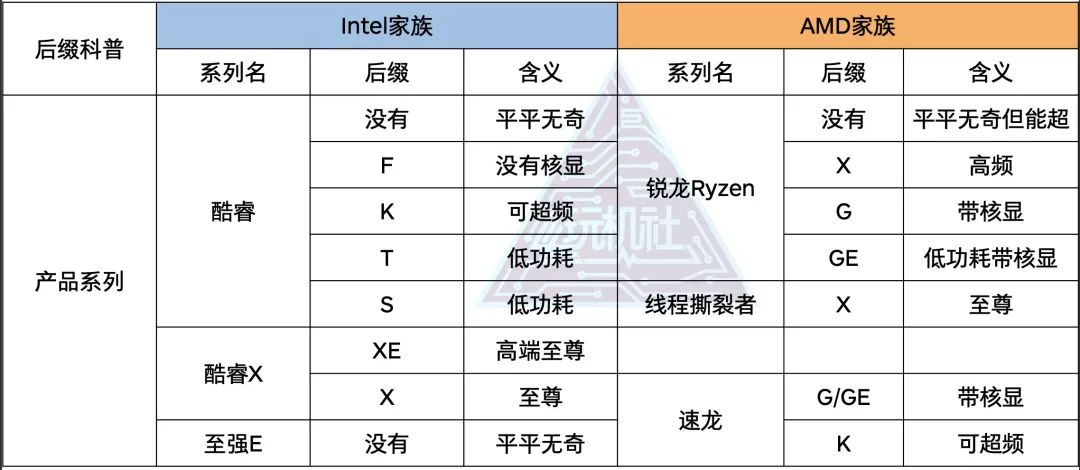 后缀科普 Intel家族 AMD家族
系列名 后缀 含义 系列名 后缀 含义
产品系列
酷睿 没有 平平无奇 锐龙Ryzen 没有 平平无奇但能超
F 没有核显 X 高频
K 可超频 G 带核显
T 低功耗 GE 低功耗带核显
S 低功耗 线程撕裂者 X 至尊
酷睿X XE 高端至尊
X 至尊 速龙 G/GE 带核显
至强E 没有 平平无奇 K 可超频
玩机社